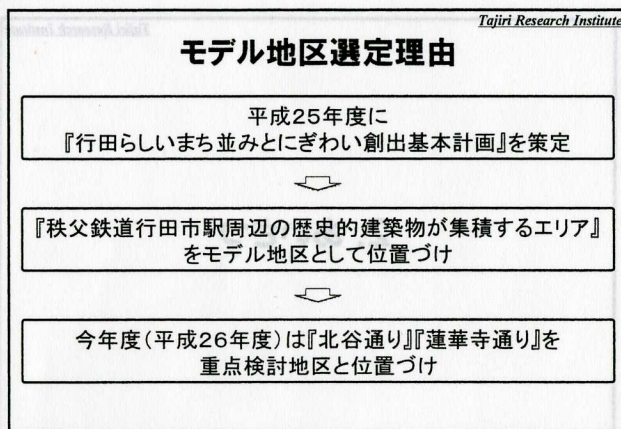 Tajiri Research Institute
モデル地区選定理由
平成25年度に
『行田らしいまち並みとにぎわい創出基本計画』を策定
『秩父鉄道行田市駅周辺の歴史的建築物が集積するエリア』
をモデル地区として位置づけ
今年度(平成26年度)は『北谷通り』『蓮華寺通り』を
重点検討地区と位置づけ